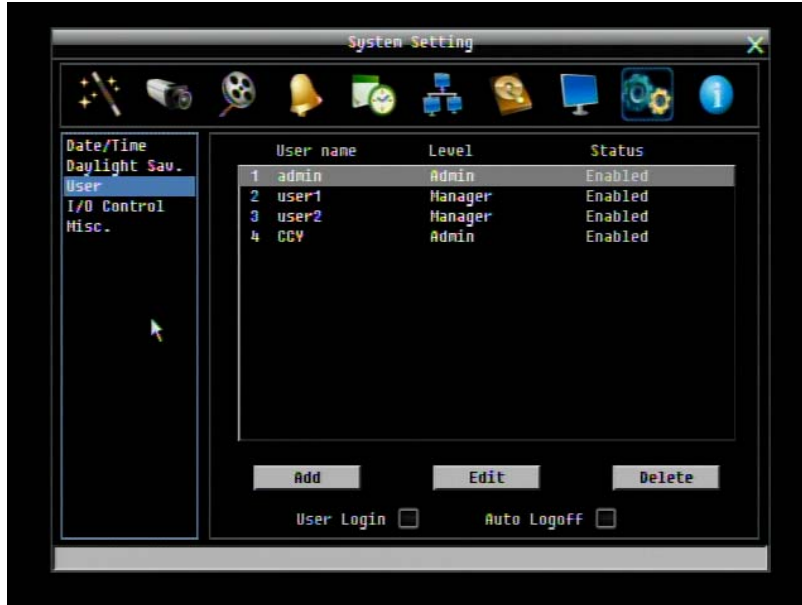 System Setting
Date/Time
Daylight Sav.
User
I/O Control
Misc.
User name Level Status
1 admin Admin Enabled
2 user1 Manager Enabled
3 user2 Manager Enabled
4 CCY Admin Enabled
Add Edit Delete
User Login Auto Logoff